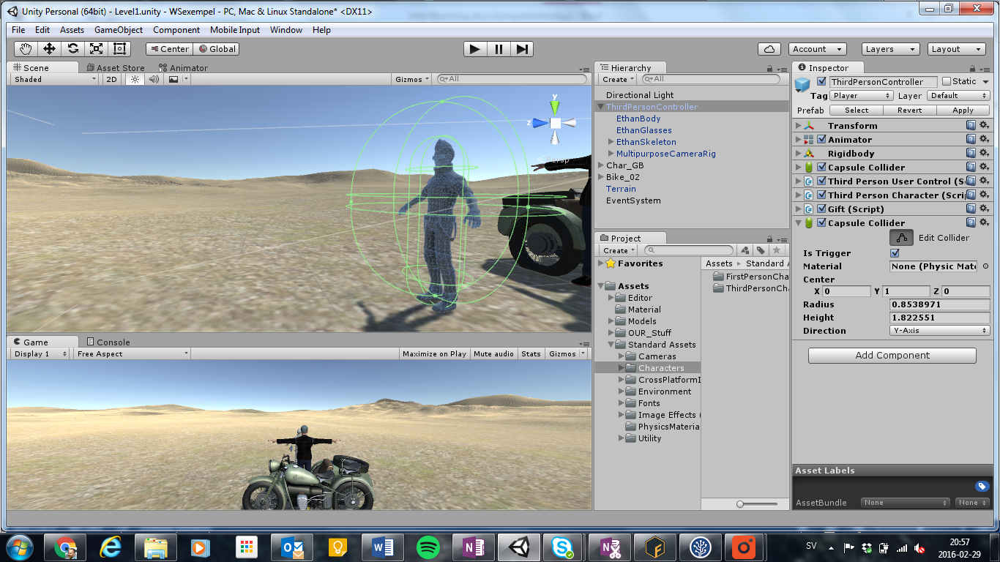 Unity Personal (64bit) - Level1.unity - WSexempel - PC, Mac & Linux Standalone* <DX11>
File Edit Assets GameObject Component Mobile Input Window Help
Center Global Account Layers Layout
Scene Asset Store Animator
Shaded 2D Gizmos All
y
z
Persp
Game Console
Display 1 Free Aspect Maximize on Play Mute audio Stats Gizmos
Hierarchy
Create All
Directional Light
ThirdPersonController
EthanBody
EthanGlasses
EthanSkeleton
MultipurposeCameraRig
Char_GB
Bike_02
Terrain
EventSystem
Project
Create
Favorites
Assets
Editor
Material
Models
OUR_Stuff
Standard Assets
Cameras
Characters
CrossPlatformI
Environment
Fonts
Image Effects (
PhysicsMateria
Utility
Assets Standard A
FirstPersonCha
ThirdPersonCha
Inspector
ThirdPersonController Static
Tag Player Layer Default
Prefab Select Revert Apply
Transform
Animator
Rigidbody
Capsule Collider
Third Person User Control (S
Third Person Character (Scri
Gift (Script)
Capsule Collider
Edit Collider
Is Trigger
Material None (Physic Mate
Center
X 0 Y 1 Z 0
Radius 0.8538971
Height 1.822551
Direction Y-Axis
Add Component
Asset Labels
AssetBundle None None
SV 20:57
2016-02-29